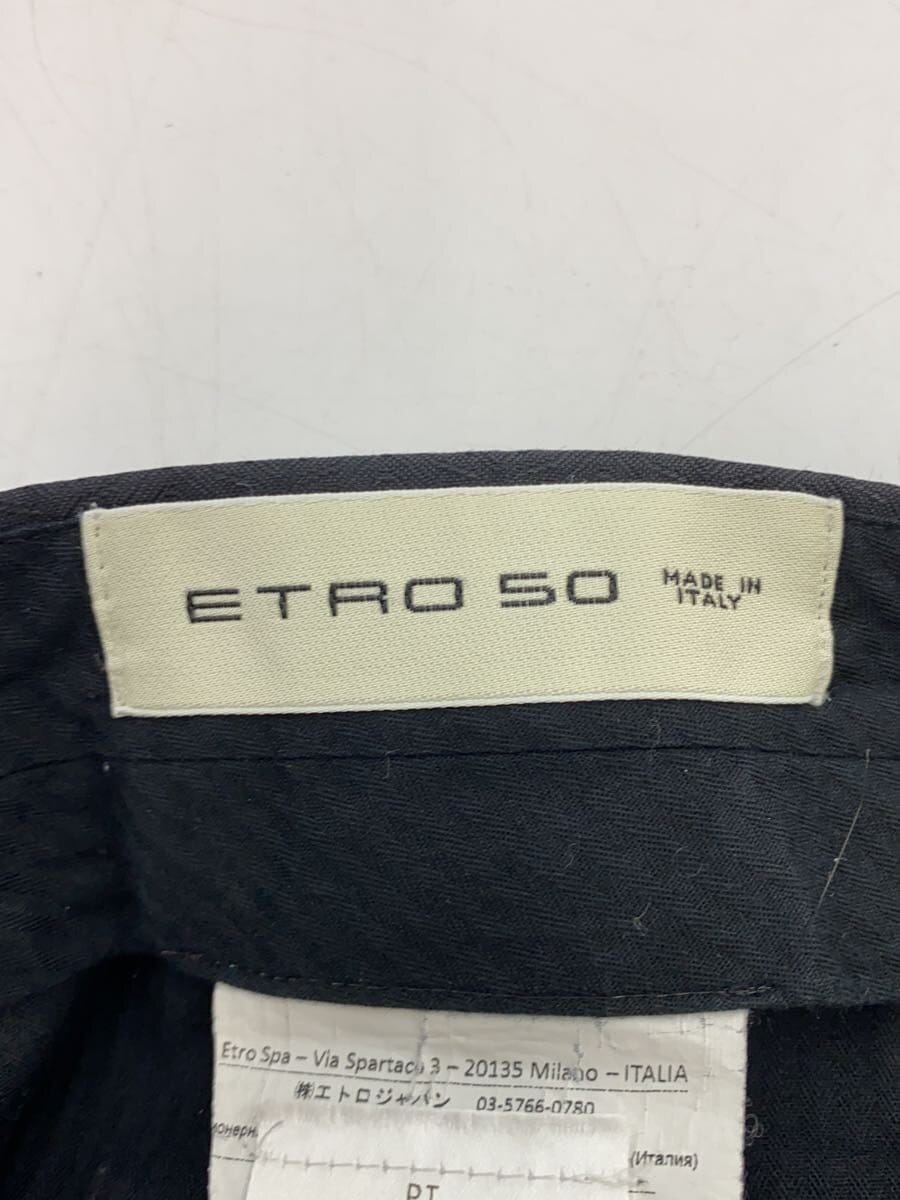 ETRO 50 MADE IN
ITALY
Etro Spa – Via Spartaco 3 – 20135 Milano – ITALIA
㈱エトロジャパン 03-5766-0780
(Италия)